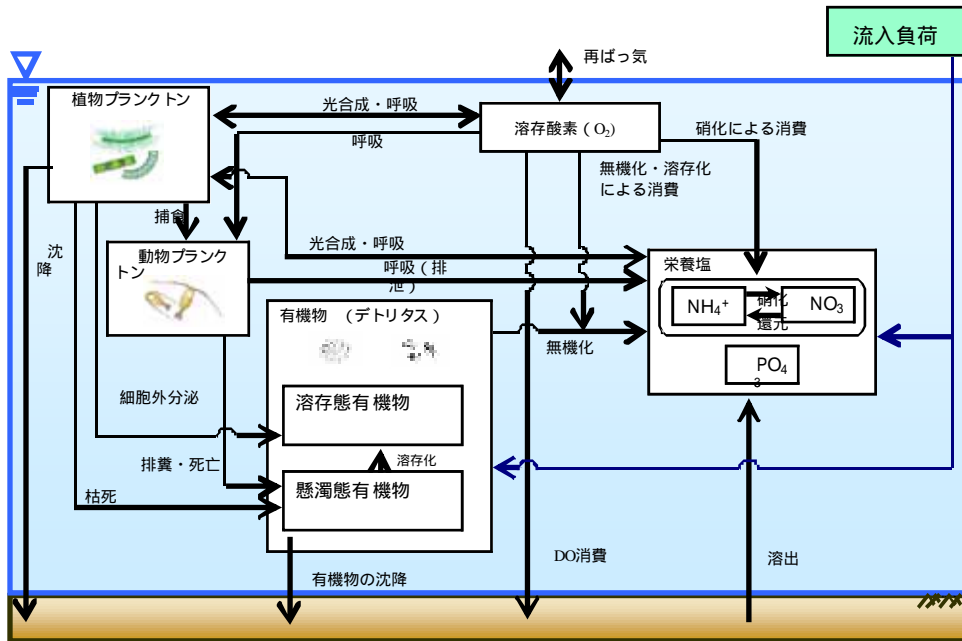 流入負荷
再ばっ気
植物プランクトン
光合成・呼吸
溶存酸素（O₂）
硝化による消費
呼吸
無機化・溶存化
による消費
捕食
沈
降
動物プランク
トン
光合成・呼吸
呼吸（排
泄）
栄養塩
NH₄⁺
硝化
還元
NO₃
PO₄
3
有機物　（デトリタス）
無機化
細胞外分泌
溶存態有機物
排糞・死亡
溶存化
懸濁態有機物
枯死
有機物の沈降
DO消費
溶出